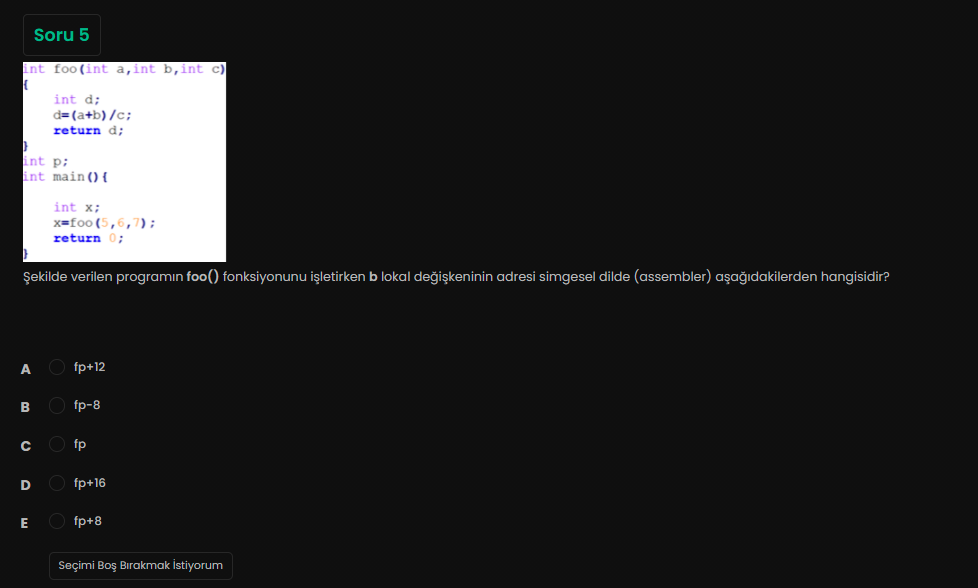 Soru 5
int foo(int a,int b,int c)
{
int d;
d=(a+b)/c;
return d;
}
int p;
int main(){
int x;
x=foo(5,6,7);
return 0;
}
Şekilde verilen programın foo() fonksiyonunu işletirken b lokal değişkeninin adresi simgesel dilde (assembler) aşağıdakilerden hangisidir?
A fp+12
B fp-8
C fp
D fp+16
E fp+8
Seçimi Boş Bırakmak İstiyorum